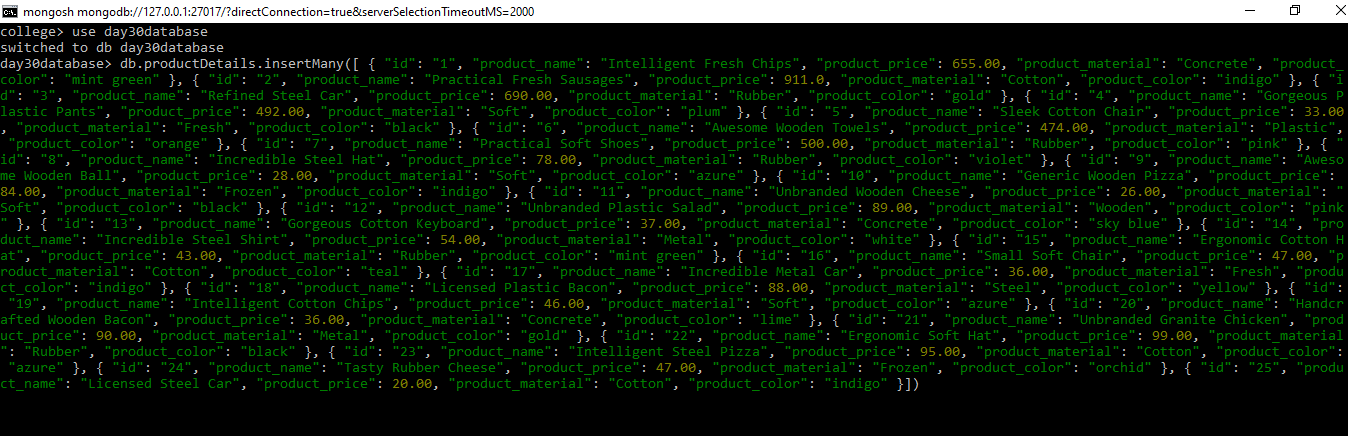 mongosh mongodb://127.0.0.1:27017/?directConnection=true&serverSelectionTimeoutMS=2000
college> use day30database
switched to db day30database
day30database> db.productDetails.insertMany([ { "id": "1", "product_name": "Intelligent Fresh Chips", "product_price": 655.00, "product_material": "Concrete", "product_
color": "mint green" }, { "id": "2", "product_name": "Practical Fresh Sausages", "product_price": 911.0, "product_material": "Cotton", "product_color": "indigo" }, { "i
d": "3", "product_name": "Refined Steel Car", "product_price": 690.00, "product_material": "Rubber", "product_color": "gold" }, { "id": "4", "product_name": "Gorgeous P
lastic Pants", "product_price": 492.00, "product_material": "Soft", "product_color": "plum" }, { "id": "5", "product_name": "Sleek Cotton Chair", "product_price": 33.00
, "product_material": "Fresh", "product_color": "black" }, { "id": "6", "product_name": "Awesome Wooden Towels", "product_price": 474.00, "product_material": "Plastic",
"product_color": "orange" }, { "id": "7", "product_name": "Practical Soft Shoes", "product_price": 500.00, "product_material": "Rubber", "product_color": "pink" }, { "
id": "8", "product_name": "Incredible Steel Hat", "product_price": 78.00, "product_material": "Rubber", "product_color": "violet" }, { "id": "9", "product_name": "Aweso
me Wooden Ball", "product_price": 28.00, "product_material": "Soft", "product_color": "azure" }, { "id": "10", "product_name": "Generic Wooden Pizza", "product_price":
84.00, "product_material": "Frozen", "product_color": "indigo" }, { "id": "11", "product_name": "Unbranded Wooden Cheese", "product_price": 26.00, "product_material": "
Soft", "product_color": "black" }, { "id": "12", "product_name": "Unbranded Plastic Salad", "product_price": 89.00, "product_material": "Wooden", "product_color": "pink
" }, { "id": "13", "product_name": "Gorgeous Cotton Keyboard", "product_price": 37.00, "product_material": "Concrete", "product_color": "sky blue" }, { "id": "14", "pro
duct_name": "Incredible Steel Shirt", "product_price": 54.00, "product_material": "Metal", "product_color": "white" }, { "id": "15", "product_name": "Ergonomic Cotton H
at", "product_price": 43.00, "product_material": "Rubber", "product_color": "mint green" }, { "id": "16", "product_name": "Small Soft Chair", "product_price": 47.00, "p
roduct_material": "Cotton", "product_color": "teal" }, { "id": "17", "product_name": "Incredible Metal Car", "product_price": 36.00, "product_material": "Fresh", "produ
ct_color": "indigo" }, { "id": "18", "product_name": "Licensed Plastic Bacon", "product_price": 88.00, "product_material": "Steel", "product_color": "yellow" }, { "id":
"19", "product_name": "Intelligent Cotton Chips", "product_price": 46.00, "product_material": "Soft", "product_color": "azure" }, { "id": "20", "product_name": "Handcr
afted Wooden Bacon", "product_price": 36.00, "product_material": "Concrete", "product_color": "lime" }, { "id": "21", "product_name": "Unbranded Granite Chicken", "prod
uct_price": 90.00, "product_material": "Metal", "product_color": "gold" }, { "id": "22", "product_name": "Ergonomic Soft Hat", "product_price": 99.00, "product_material
": "Rubber", "product_color": "black" }, { "id": "23", "product_name": "Intelligent Steel Pizza", "product_price": 95.00, "product_material": "Cotton", "product_color":
"azure" }, { "id": "24", "product_name": "Tasty Rubber Cheese", "product_price": 47.00, "product_material": "Frozen", "product_color": "orchid" }, { "id": "25", "produ
ct_name": "Licensed Steel Car", "product_price": 20.00, "product_material": "Cotton", "product_color": "indigo" }])